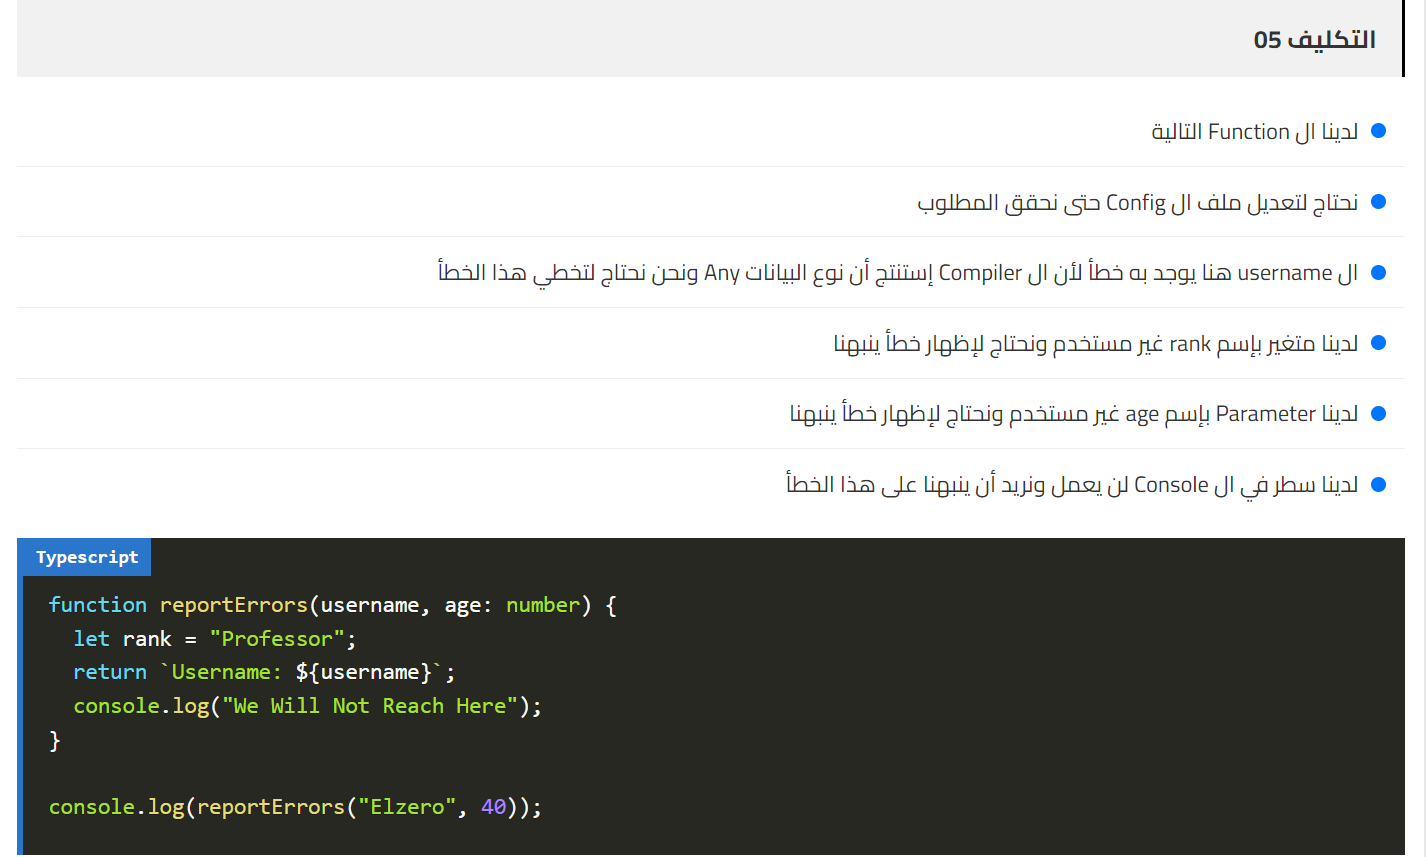 التكليف 05
لدينا ال Function التالية
نحتاج لتعديل ملف ال Config حتى نحقق المطلوب
ال username هنا يوجد به خطأ لأن ال Compiler إستنتج أن نوع البيانات Any ونحن نحتاج لتخطي هذا الخطأ
لدينا متغير بإسم rank غير مستخدم ونحتاج لإظهار خطأ ينبهنا
لدينا Parameter بإسم age غير مستخدم ونحتاج لإظهار خطأ ينبهنا
لدينا سطر في ال Console لن يعمل ونريد أن ينبهنا على هذا الخطأ
Typescript
function reportErrors(username, age: number) {
  let rank = "Professor";
  return `Username: ${username}`;
  console.log("We Will Not Reach Here");
}
console.log(reportErrors("Elzero", 40));